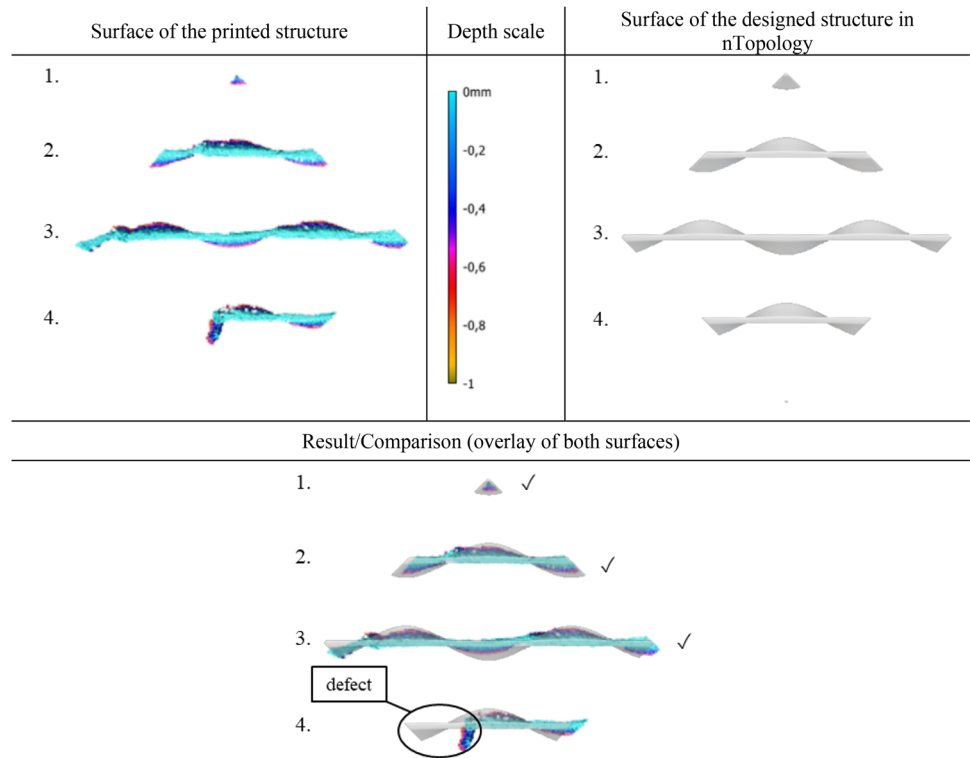 Surface of the printed structure
Depth scale
Surface of the designed structure in
nTopology
1.
2.
3.
4.
0mm
-0,2
-0,4
-0,6
-0,8
-1
1.
2.
3.
4.
Result/Comparison (overlay of both surfaces)
1. ✓
2. ✓
3. ✓
defect
4.